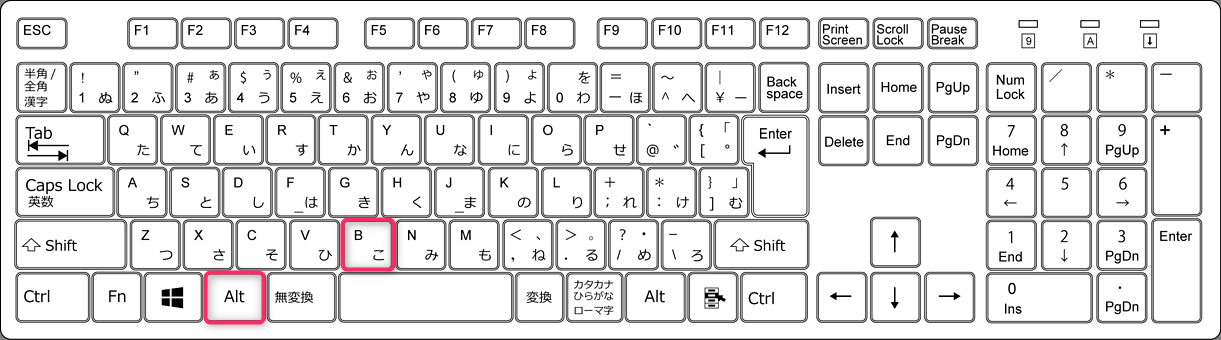 ESC F1 F2 F3 F4 F5 F6 F7 F8 F9 F10 F11 F12 Print Screen Scroll Lock Pause Break 9 A ↓
半角/全角 漢字 ! 1 ぬ " 2 ふ # ぁ 3 あ $ ぅ 4 う % ぇ 5 え & ぉ 6 お ' ゃ 7 や ( ゅ 8 ゆ ) ょ 9 よ を 0 わ = ー ほ ～ ^ へ | ¥ ー Back space Insert Home PgUp Num Lock ／ ＊ ー
Tab Q た W て E い R す T か Y ん U な I に O ら P せ ` @ ゛ { 「 [ ゜ Enter Delete End PgDn 7 Home 8 ↑ 9 PgUp +
Caps Lock 英数 A ち S と D し F _は G き H く J _ま K の L り + ; れ * : け } 」 ] む 4 ← 5 6 →
Shift Z つ X さ C そ V ひ B こ N み M も < 、 , ね > 。 . る ? ・ / め _ \ ろ Shift ↑ 1 End 2 ↓ 3 PgDn Enter
Ctrl Fn Alt 無変換 変換 カタカナ ひらがな ローマ字 Alt Ctrl ← ↓ → 0 Ins . PgDn